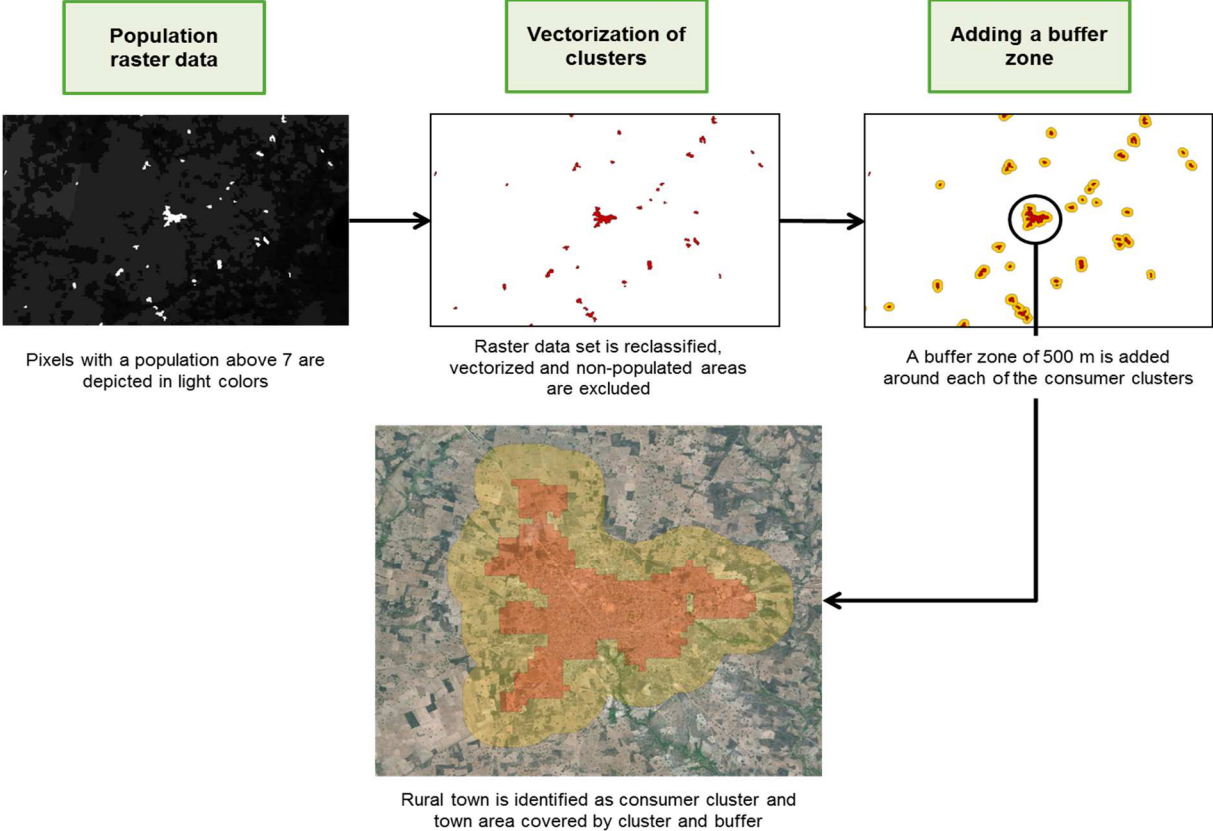 Population
raster data
Vectorization of
clusters
Adding a buffer
zone
Pixels with a population above 7 are
depicted in light colors
Raster data set is reclassified,
vectorized and non-populated areas
are excluded
A buffer zone of 500 m is added
around each of the consumer clusters
Rural town is identified as consumer cluster and
town area covered by cluster and buffer